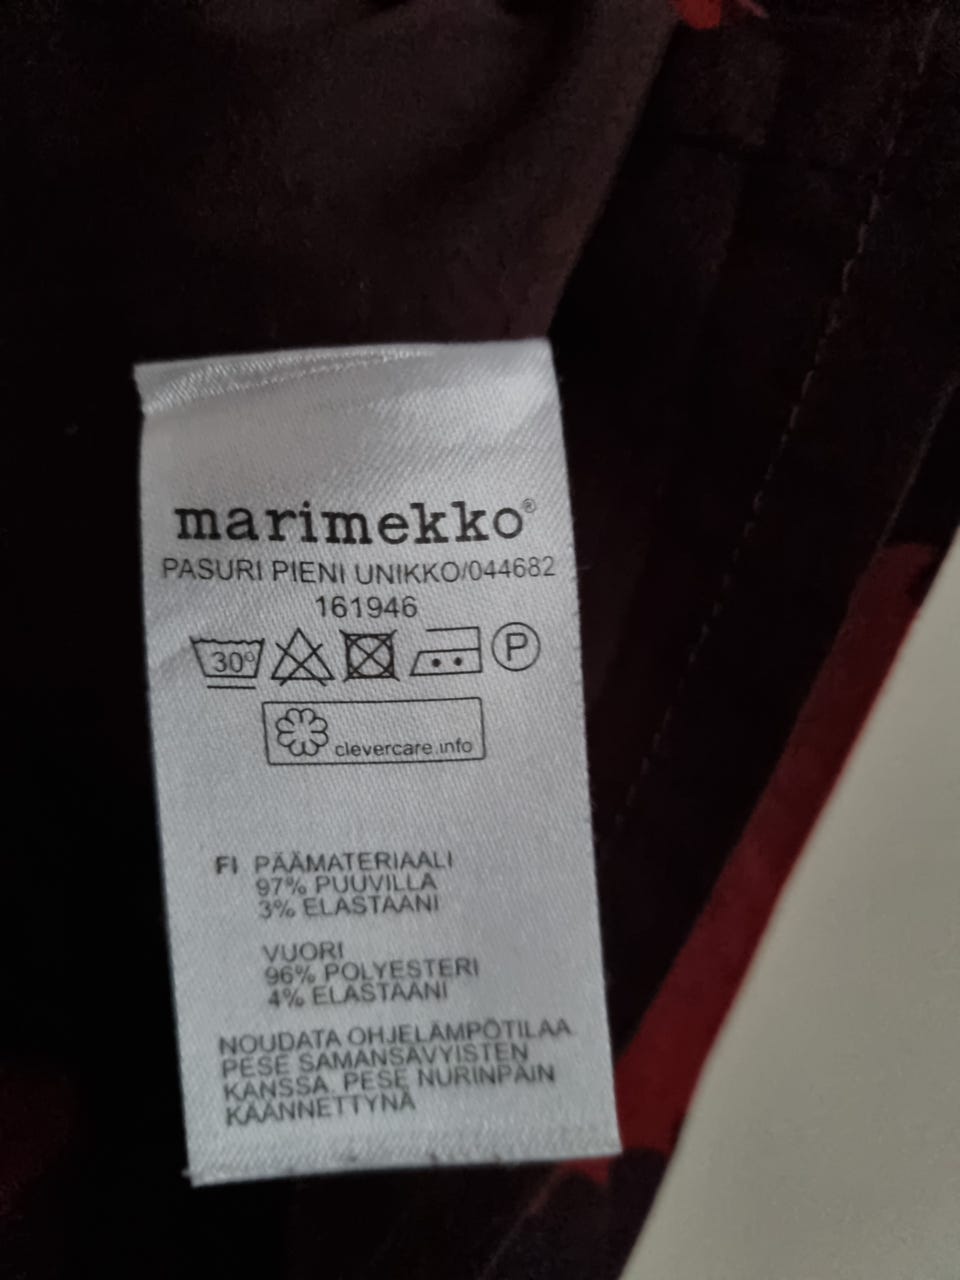 marimekko®
PASURI PIENI UNIKKO/044682
161946
30° P
clevercare.info
FI PÄÄMATERIAALI
97% PUUVILLA
3% ELASTAANI
VUORI
96% POLYESTERI
4% ELASTAANI
NOUDATA OHJELÄMPÖTILAA
PESE SAMANSÄVYISTEN
KANSSA. PESE NURINPÄIN
KÄÄNNETTYNÄ